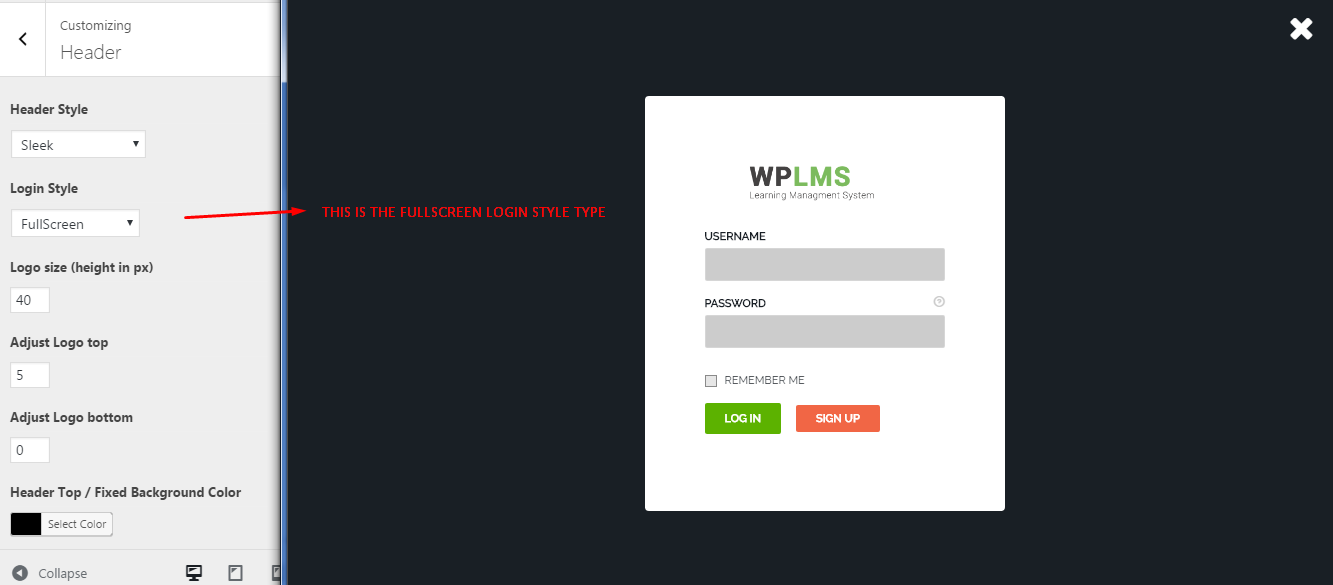 Customizing
Header
Header Style
Sleek
Login Style
FullScreen
Logo size (height in px)
40
Adjust Logo top
5
Adjust Logo bottom
0
Header Top / Fixed Background Color
Select Color
Collapse
THIS IS THE FULLSCREEN LOGIN STYLE TYPE
WPLMS
Learning Managment System
USERNAME
PASSWORD
?
REMEMBER ME
LOG IN SIGN UP